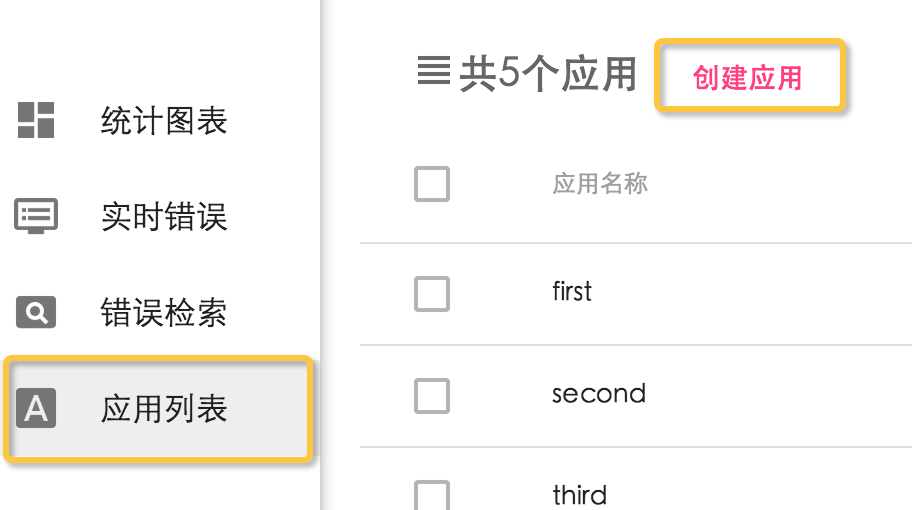 统计图表
实时错误
错误检索
A 应用列表
共5个应用 创建应用
应用名称
first
second
third